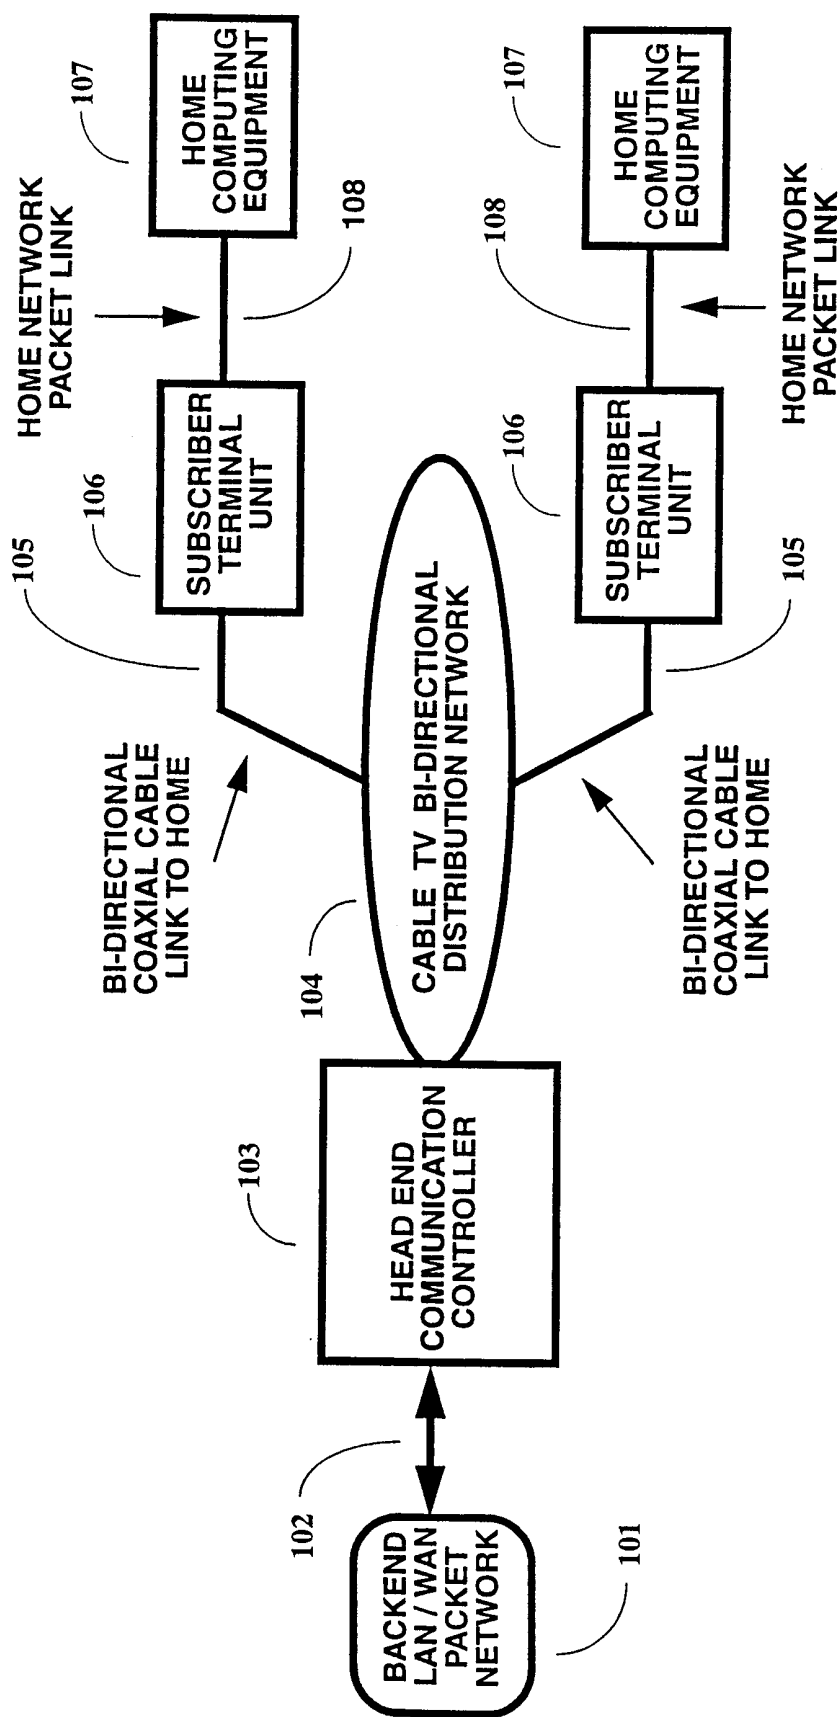 107
HOME
COMPUTING
EQUIPMENT
HOME NETWORK
PACKET LINK
108
106
SUBSCRIBER
TERMINAL
UNIT
105
BI-DIRECTIONAL
COAXIAL CABLE
LINK TO HOME
104
CABLE TV BI-DIRECTIONAL
DISTRIBUTION NETWORK
103
HEAD END
COMMUNICATION
CONTROLLER
102
BACKEND
LAN / WAN
PACKET
NETWORK
101
107
HOME
COMPUTING
EQUIPMENT
108
HOME NETWORK
PACKET LINK
106
SUBSCRIBER
TERMINAL
UNIT
105
BI-DIRECTIONAL
COAXIAL CABLE
LINK TO HOME